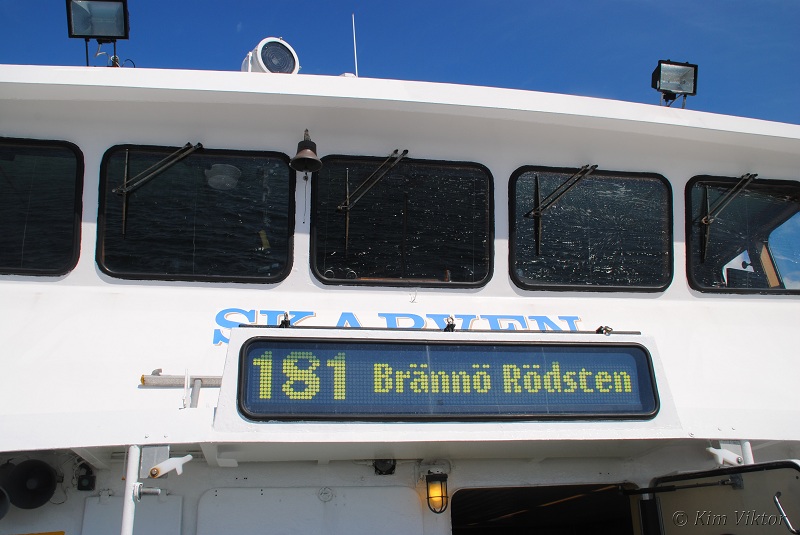 SKARVEN
181 Brännö Rödsten
© Kim Viktor